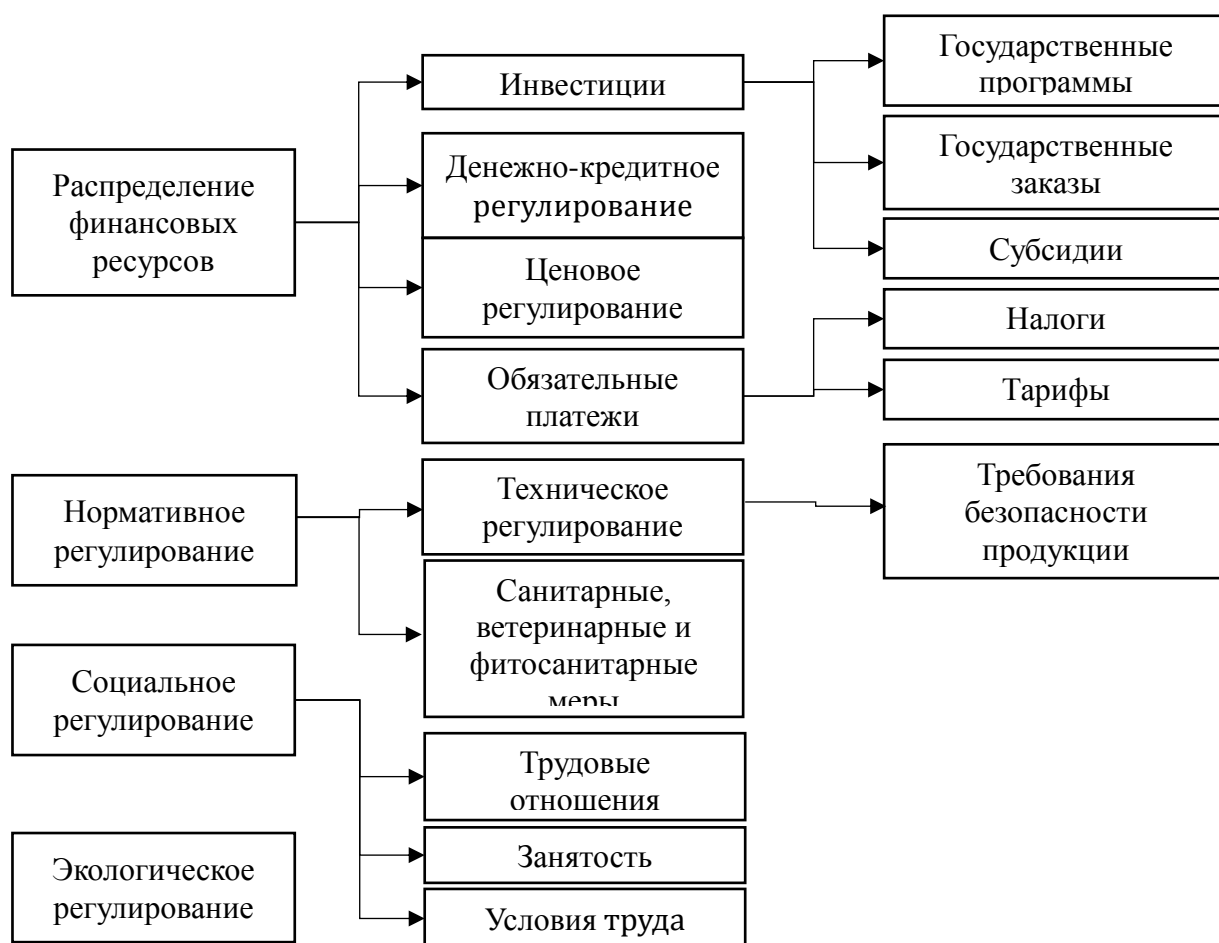 Распределение
финансовых
ресурсов
Нормативное
регулирование
Социальное
регулирование
Экологическое
регулирование
Инвестиции
Денежно-кредитное
регулирование
Ценовое
регулирование
Обязательные
платежи
Техническое
регулирование
Санитарные,
ветеринарные и
фитосанитарные
меры
Трудовые
отношения
Занятость
Условия труда
Государственные
программы
Государственные
заказы
Субсидии
Налоги
Тарифы
Требования
безопасности
продукции